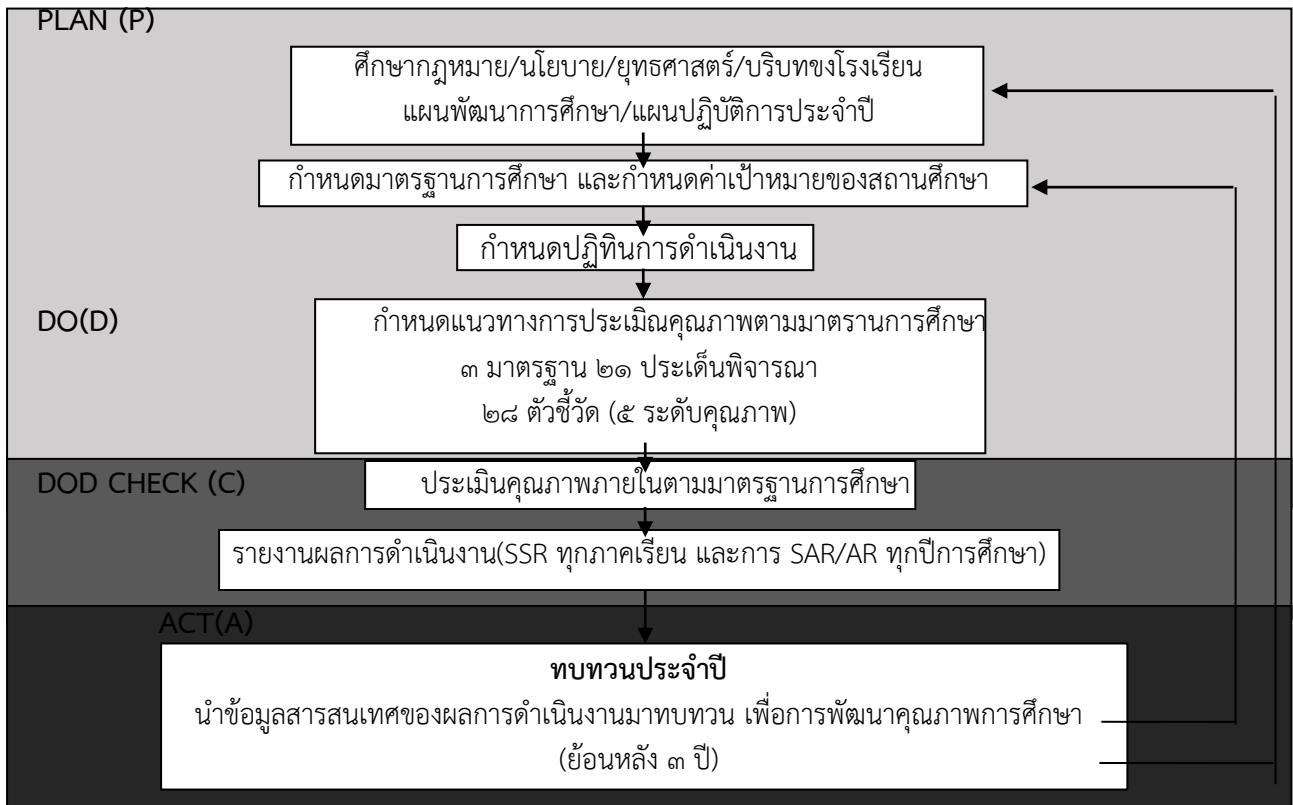 PLAN (P)
ศึกษากฎหมาย/นโยบาย/ยุทธศาสตร์/บริบทขงโรงเรียน
แผนพัฒนาการศึกษา/แผนปฏิบัติการประจำปี
กำหนดมาตรฐานการศึกษา และกำหนดค่าเป้าหมายของสถานศึกษา
กำหนดปฏิทินการดำเนินงาน
DO(D)
กำหนดแนวทางการประเมิณคุณภาพตามมาตรานการศึกษา
๓ มาตรฐาน ๒๑ ประเด็นพิจารณา
๒๘ ตัวชี้วัด (๕ ระดับคุณภาพ)
DOD CHECK (C)
ประเมินคุณภาพภายในตามมาตรฐานการศึกษา
รายงานผลการดำเนินงาน(SSR ทุกภาคเรียน และการ SAR/AR ทุกปีการศึกษา)
ACT(A)
ทบทวนประจำปี
นำข้อมูลสารสนเทศของผลการดำเนินงานมาทบทวน เพื่อการพัฒนาคุณภาพการศึกษา
(ย้อนหลัง ๓ ปี)